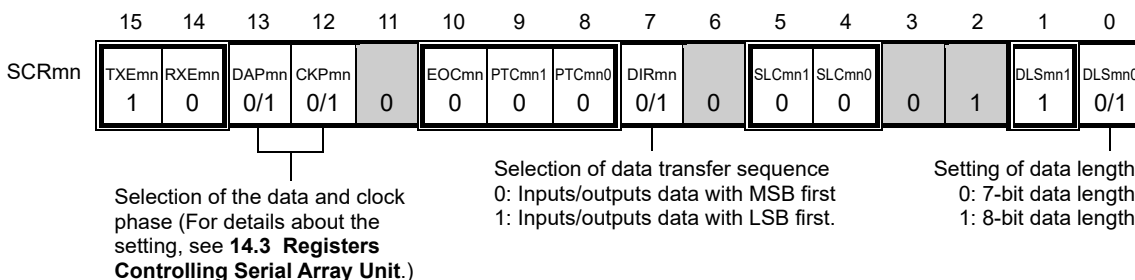 15 14 13 12 11 10 9 8 7 6 5 4 3 2 1 0
SCRmn TXEmn RXEmn DAPmn CKPmn EOCmn PTCmn1 PTCmn0 DIRmn SLCmn1 SLCmn0 DLSmn1 DLSmn0
1 0 0/1 0/1 0 0 0 0 0/1 0 0 0 0 1 1 0/1
Selection of the data and clock
phase (For details about the
setting, see 14.3 Registers
Controlling Serial Array Unit.)
Selection of data transfer sequence
0: Inputs/outputs data with MSB first
1: Inputs/outputs data with LSB first.
Setting of data length
0: 7-bit data length
1: 8-bit data length